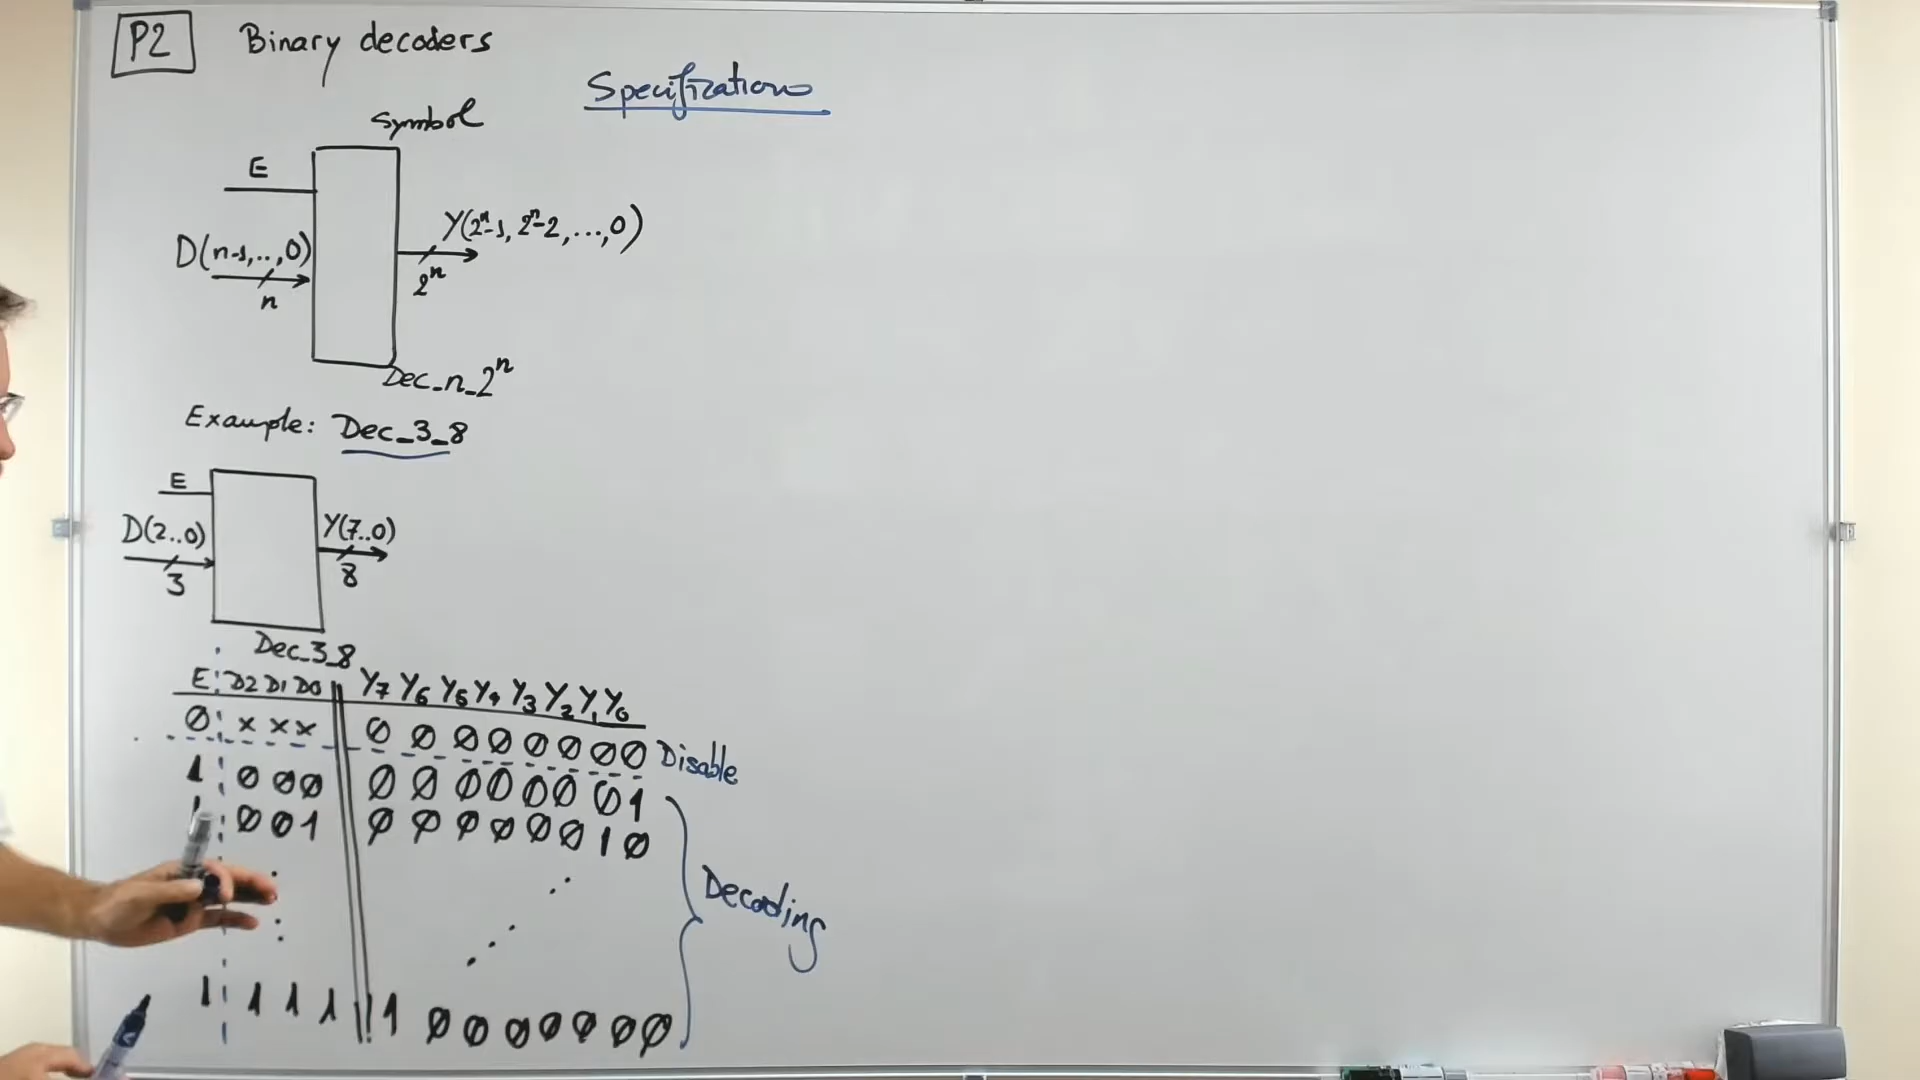 P2 Binary decoders
Specifications
Symbol
E
D(n-1,..,0)
n
Y(2ⁿ-1, 2ⁿ-2, ..., 0)
2ⁿ
Dec_n_2ⁿ
Example: Dec_3_8
E
D(2..0)
3
Y(7..0)
8
Dec_3_8
E D2 D1 D0 Y7 Y6 Y5 Y4 Y3 Y2 Y1 Y0
0 x x x 0 0 0 0 0 0 0 0 Disable
1 0 0 0 0 0 0 0 0 0 0 1
1 0 0 1 0 0 0 0 0 0 1 0
Decoding
1 1 1 1 1 0 0 0 0 0 0 0